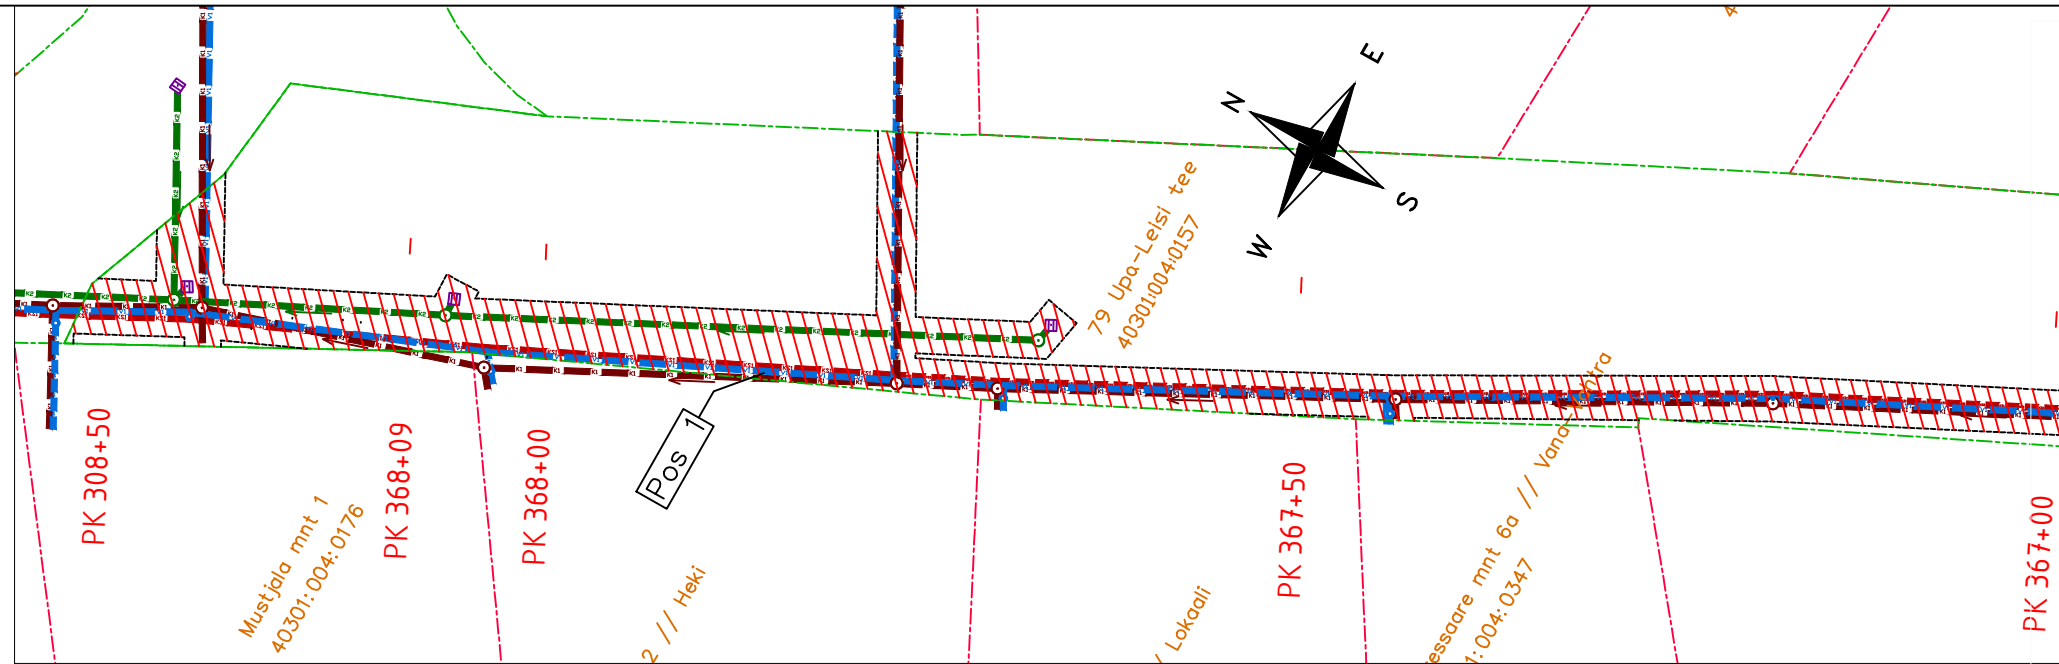 E
N
S
W
79 Upa-Leisi tee
40301:004:0157
Pos 1
PK 308+50
PK 368+09
PK 368+00
PK 367+50
PK 367+00
Mustjala mnt 1
40301:004:0176
2 // Heki
/ Lokaali
essaare mnt 6a // Vana-
1:004:0347